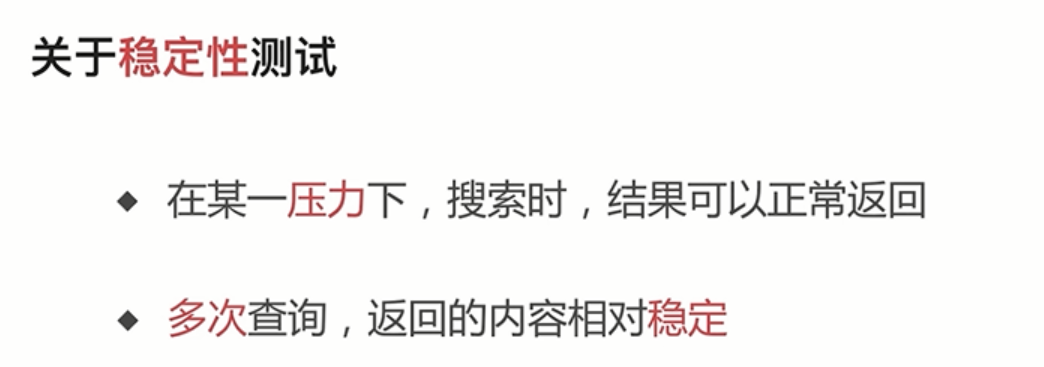 关于稳定性测试
◆ 在某一压力下，搜索时，结果可以正常返回
◆ 多次查询，返回的内容相对稳定